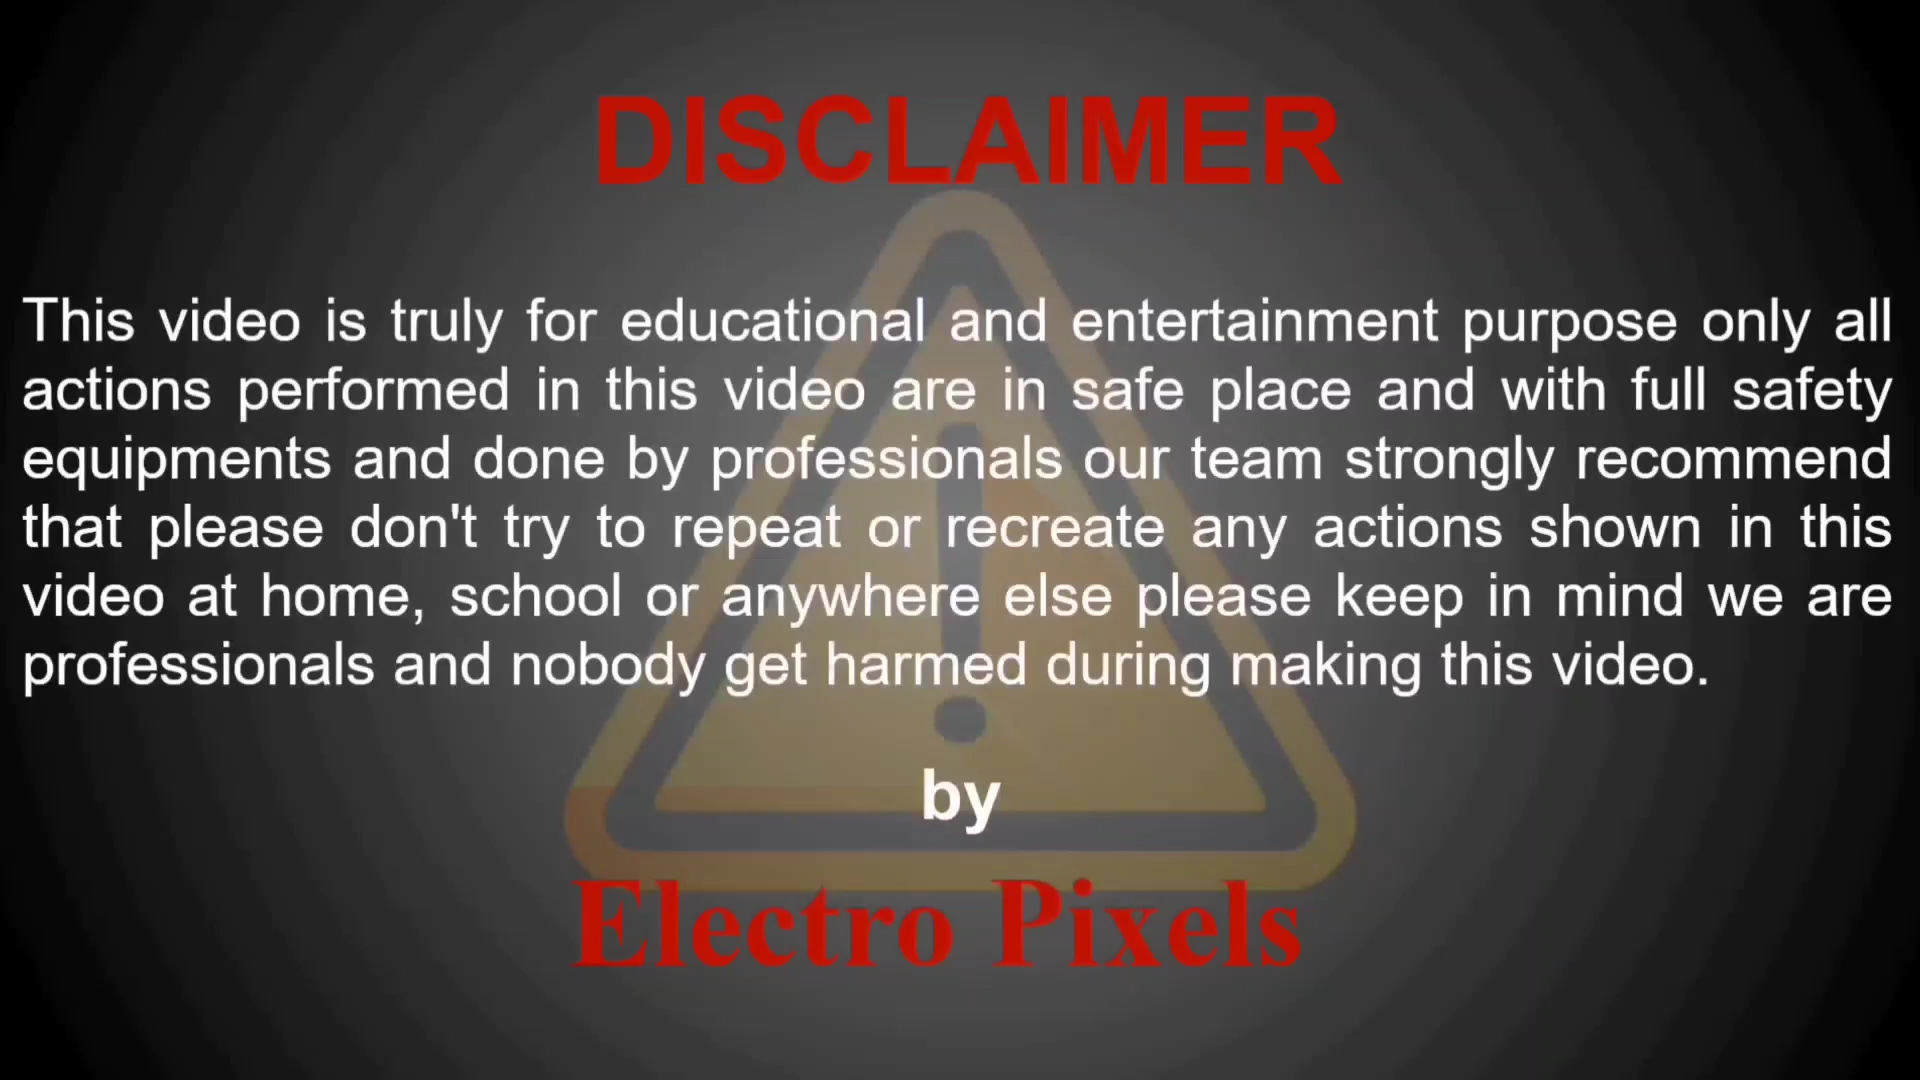 DISCLAIMER
This video is truly for educational and entertainment purpose only all
actions performed in this video are in safe place and with full safety
equipments and done by professionals our team strongly recommend
that please don't try to repeat or recreate any actions shown in this
video at home, school or anywhere else please keep in mind we are
professionals and nobody get harmed during making this video.
by
Electro Pixels